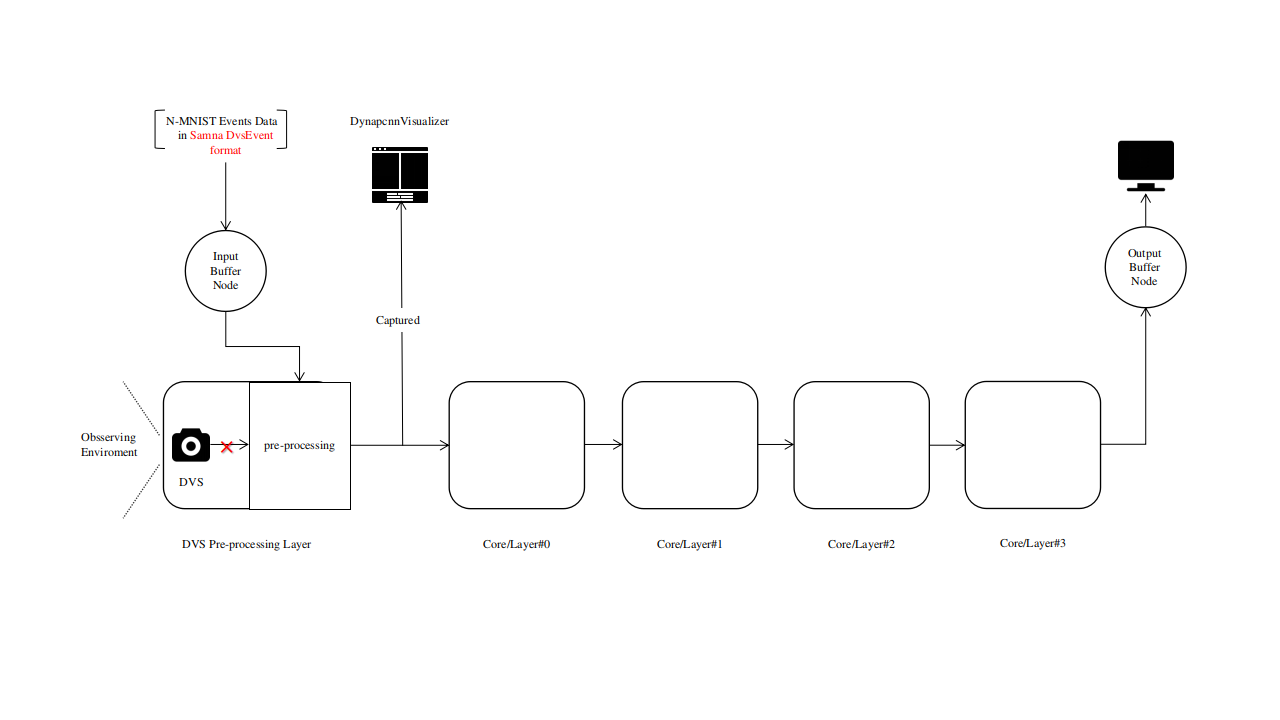 N-MNIST Events Data
in Samna DvsEvent
format
DynapcnnVisualizer
Input
Buffer
Node
Output
Buffer
Node
Captured
Obsserving
Enviroment
pre-processing
DVS
DVS Pre-processing Layer
Core/Layer#0
Core/Layer#1
Core/Layer#2
Core/Layer#3